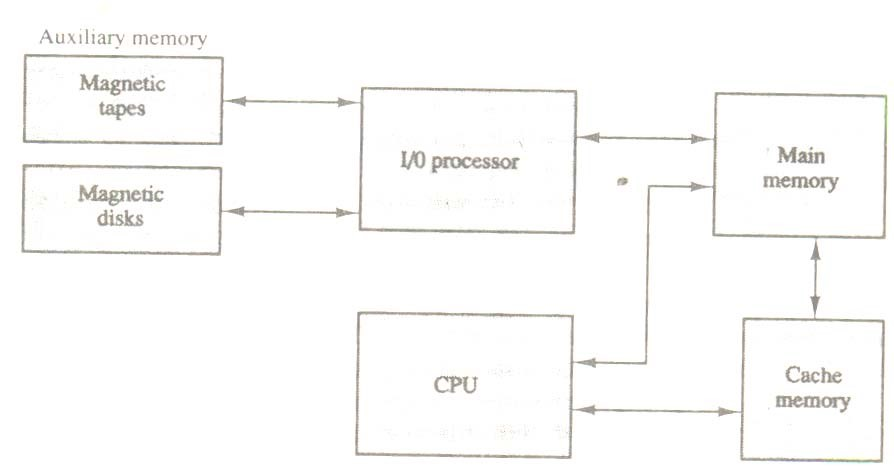 Auxiliary memory
Magnetic
tapes
Magnetic
disks
I/0 processor
Main
memory
CPU
Cache
memory